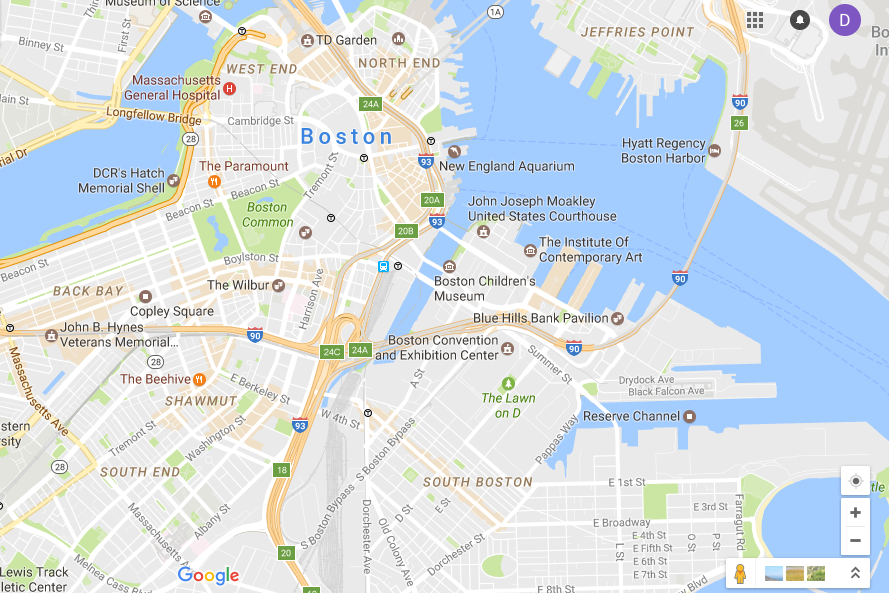 Museum of Science
1A
D
First St
Binney St
TD Garden
JEFFRIES POINT
WEST END
NORTH END
Massachusetts
General Hospital
H
24A
90
26
Longfellow Bridge
Cambridge St
28
Boston
Hyatt Regency
Boston Harbor
93
New England Aquarium
The Paramount
DCR's Hatch
Memorial Shell
Tremont St
Beacon St
Beacon St
20A
John Joseph Moakley
United States Courthouse
Boston
Common
93
20B
The Institute Of
Contemporary Art
Boylston St
Beacon St
90
The Wilbur
Harrison Ave
Boston Children's
Museum
BACK BAY
Copley Square
Blue Hills Bank Pavilion
John B. Hynes
Veterans Memorial...
90
24C
24A
Boston Convention
and Exhibition Center
90
28
Massachusetts Ave
Summer St
The Beehive
E Berkeley St
A St
Drydock Ave
Black Falcon Ave
The Lawn
on D
SHAWMUT
W 4th St
Reserve Channel
93
Tremont St
Washington St
Pappas Way
S Boston Bypass
28
18
SOUTH END
SOUTH BOSTON
E 1st St
D St
E St
E 3rd St
Albany St
Massachusetts Ave
S Boston Bypass
Dorchester Ave
Old Colony Ave
Farragut Rd
E Broadway
Dorchester St
E 4th St
E Fifth St
E 6th St
E 7th St
L St
O St
P St
20
Lewis Track
Melnea Cass Blvd
Google
E 8th St